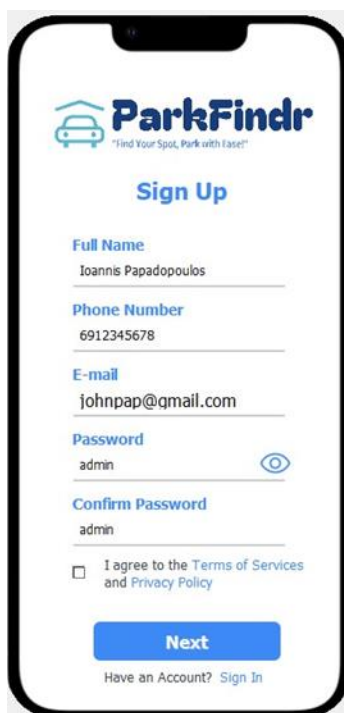 ParkFindr
"Find Your Spot, Park with Ease!"
Sign Up
Full Name
Ioannis Papadopoulos
Phone Number
6912345678
E-mail
johnpap@gmail.com
Password
admin
Confirm Password
admin
I agree to the Terms of Services
and Privacy Policy
Next
Have an Account? Sign In